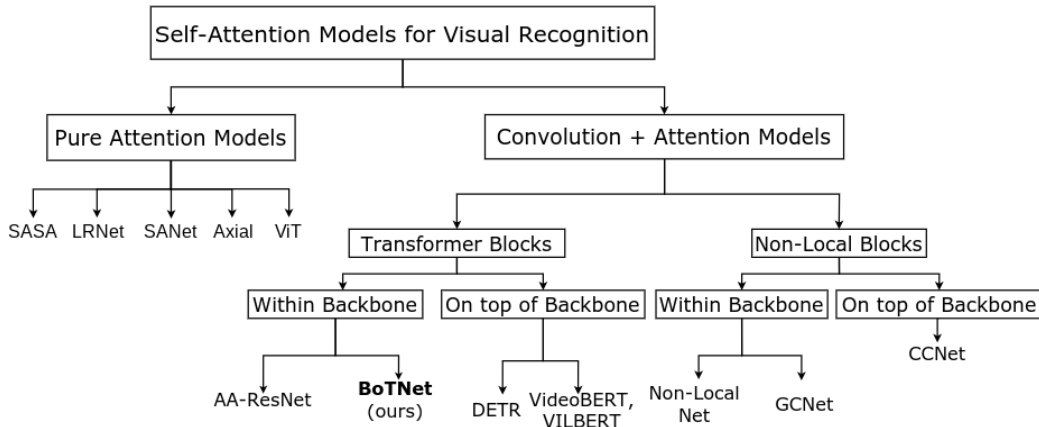 Self-Attention Models for Visual Recognition
Pure Attention Models
Convolution + Attention Models
SASA
LRNet
SANet
Axial
ViT
Transformer Blocks
Non-Local Blocks
Within Backbone
On top of Backbone
Within Backbone
On top of Backbone
AA-ResNet
BoTNet
(ours)
DETR
VideoBERT,
VILBERT
Non-Local
Net
GCNet
CCNet